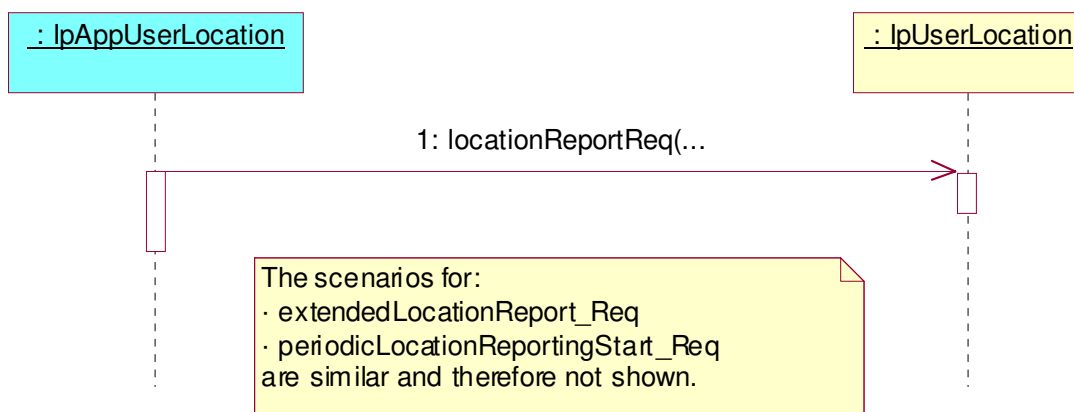 : IpAppUserLocation
: IpUserLocation
1: locationReportReq(...
The scenarios for:
· extendedLocationReport_Req
· periodicLocationReportingStart_Req
are similar and therefore not shown.